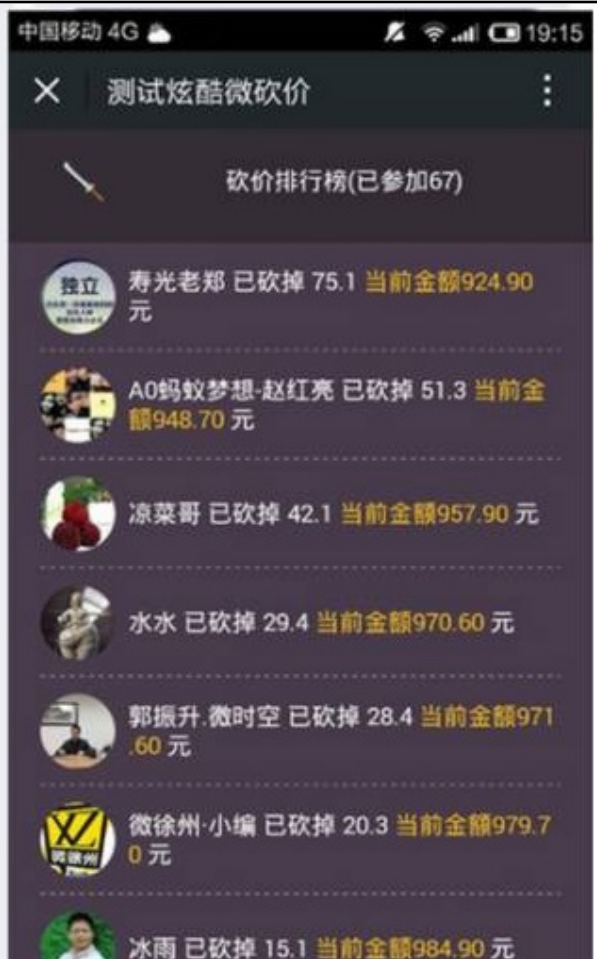 中国移动 4G 19:15
测试炫酷微砍价
砍价排行榜(已参加67)
独立
寿光老郑 已砍掉 75.1 当前金额924.90
元
A0蚂蚁梦想-赵红亮 已砍掉 51.3 当前金
额948.70 元
凉菜哥 已砍掉 42.1 当前金额957.90 元
水水 已砍掉 29.4 当前金额970.60 元
郭振升.微时空 已砍掉 28.4 当前金额971
.60 元
微徐州
微徐州·小编 已砍掉 20.3 当前金额979.7
0 元
冰雨 已砍掉 15.1 当前金额984.90 元